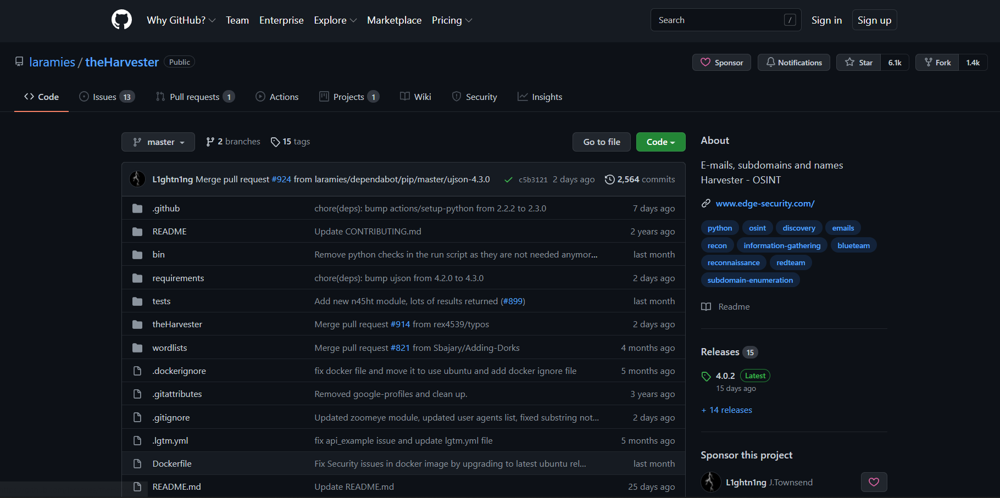 Why GitHub? Team Enterprise Explore Marketplace Pricing Search / Sign in Sign up
laramies / theHarvester Public Sponsor Notifications Star 6.1k Fork 1.4k
Code Issues 13 Pull requests 1 Actions Projects 1 Wiki Security Insights
master 2 branches 15 tags Go to file Code
L1ghtn1ng Merge pull request #924 from laramies/dependabot/pip/master/ujson-4.3.0 c5b3121 2 days ago 2,564 commits
.github chore(deps): bump actions/setup-python from 2.2.2 to 2.3.0 7 days ago
README Update CONTRIBUTING.md 2 years ago
bin Remove python checks in the run script as they are not needed anymor... last month
requirements chore(deps): bump ujson from 4.2.0 to 4.3.0 2 days ago
tests Add new n45ht module, lots of results returned (#899) last month
theHarvester Merge pull request #914 from rex4539/typos 2 days ago
wordlists Merge pull request #821 from Sbajary/Adding-Dorks 4 months ago
.dockerignore fix docker file and move it to use ubuntu and add docker ignore file 5 months ago
.gitattributes Removed google-profiles and clean up. 3 years ago
.gitignore Updated zoomeye module, updated user agents list, fixed substring not... 2 days ago
.lgtm.yml fix api_example issue and update lgtm.yml file 5 months ago
Dockerfile Fix Security issues in docker image by upgrading to latest ubuntu rel... last month
README.md Update README.md 25 days ago
About
E-mails, subdomains and names
Harvester - OSINT
www.edge-security.com/
python osint discovery emails
recon information-gathering blueteam
reconnaissance redteam
subdomain-enumeration
Readme
Releases 15
4.0.2 Latest
15 days ago
+ 14 releases
Sponsor this project
L1ghtn1ng J.Townsend